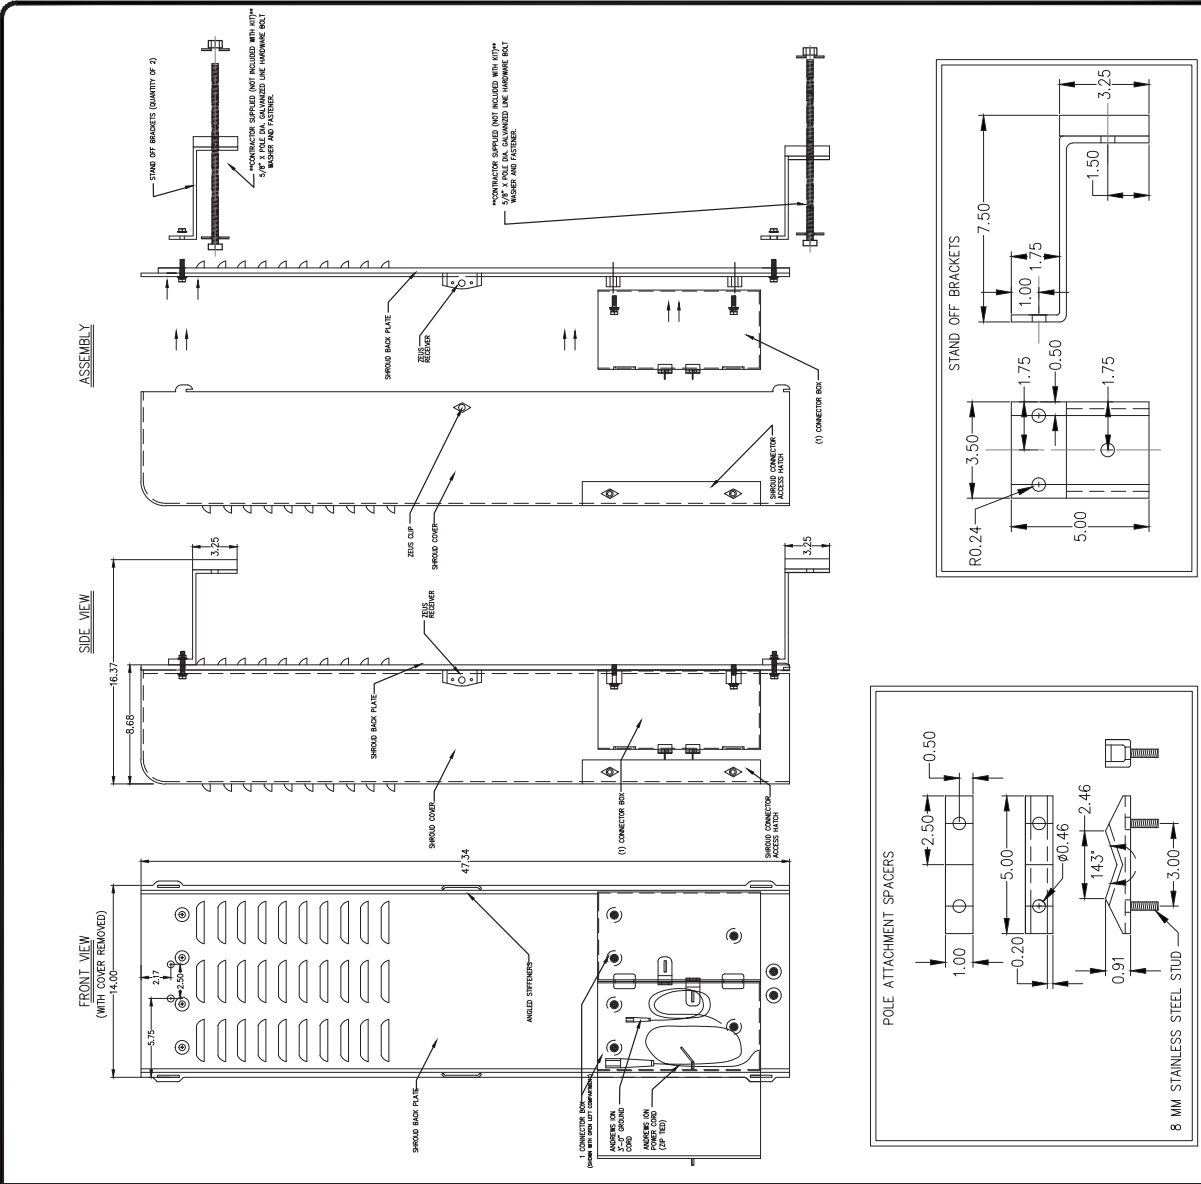 FRONT VIEW
(WITH COVER REMOVED)
14.00
5.75
2.17
2.50
47.34
SHROUD BACK PLATE
ANGLED STIFFENERS
1 CONNECTOR BOX
(SHOWN WITH OPEN LEFT COMPARTMENT)
ANDREWS ION
3'-0" GROUND
CORD
ANDREWS ION
POWER CORD
(ZIP TIED)
SIDE VIEW
16.37
8.68
3.25
3.25
SHROUD BACK PLATE
ZEUS
RECEIVER
SHROUD COVER
(1) CONNECTOR BOX
SHROUD CONNECTOR
ACCESS HATCH
ASSEMBLY
STAND OFF BRACKETS (QUANTITY OF 2)
**CONTRACTOR SUPPLIED (NOT INCLUDED WITH KIT)**
5/8" X POLE DIA. GALVANIZED LINE HARDWARE BOLT
WASHER AND FASTENER.
**CONTRACTOR SUPPLIED (NOT INCLUDED WITH KIT)**
5/8" X POLE DIA. GALVANIZED LINE HARDWARE BOLT
WASHER AND FASTENER.
SHROUD BACK PLATE
ZEUS
RECEIVER
ZEUS CLIP
SHROUD COVER
SHROUD CONNECTOR
ACCESS HATCH
(1) CONNECTOR BOX
POLE ATTACHMENT SPACERS
1.00
2.50
0.50
0.20
5.00
Ø0.46
0.91
143°
2.46
3.00
8 MM STAINLESS STEEL STUD
STAND OFF BRACKETS
R0.24
3.50
1.75
0.50
1.75
5.00
7.50
1.00
1.75
1.50
3.25